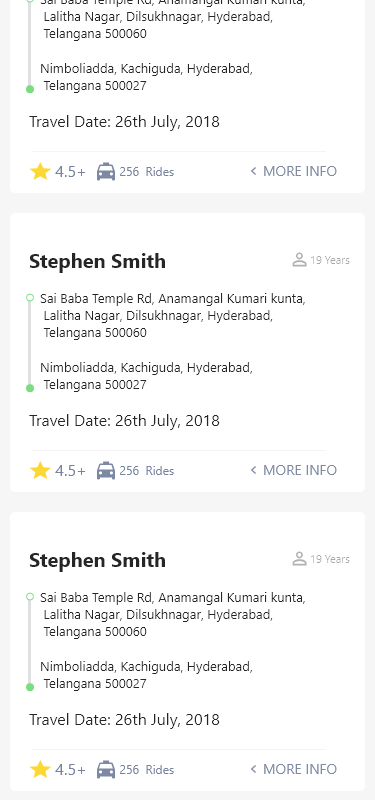 Sai Baba Temple Rd, Anamangal Kumari kunta,
Lalitha Nagar, Dilsukhnagar, Hyderabad,
Telangana 500060
Nimboliadda, Kachiguda, Hyderabad,
Telangana 500027
Travel Date: 26th July, 2018
4.5+ 256 Rides < MORE INFO
Stephen Smith 19 Years
Sai Baba Temple Rd, Anamangal Kumari kunta,
Lalitha Nagar, Dilsukhnagar, Hyderabad,
Telangana 500060
Nimboliadda, Kachiguda, Hyderabad,
Telangana 500027
Travel Date: 26th July, 2018
4.5+ 256 Rides < MORE INFO
Stephen Smith 19 Years
Sai Baba Temple Rd, Anamangal Kumari kunta,
Lalitha Nagar, Dilsukhnagar, Hyderabad,
Telangana 500060
Nimboliadda, Kachiguda, Hyderabad,
Telangana 500027
Travel Date: 26th July, 2018
4.5+ 256 Rides < MORE INFO